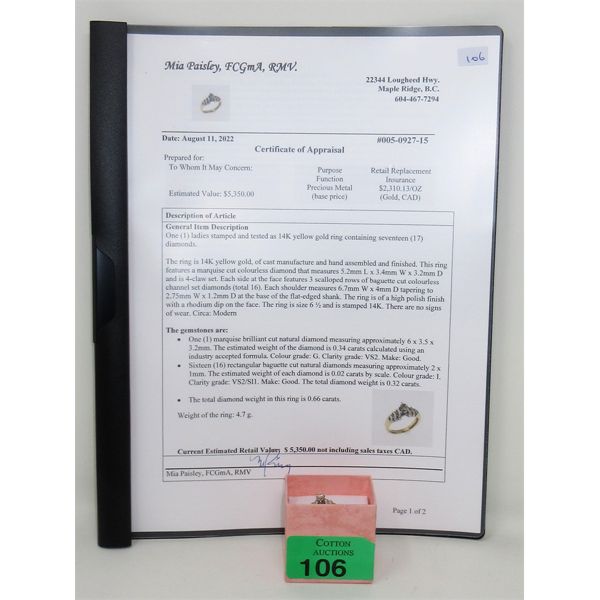 Mia Paisley, FCGmA, RMV.
106
22344 Lougheed Hwy.
Maple Ridge, B.C.
604-467-7294
Date: August 11, 2022
#005-0927-15
Certificate of Appraisal
Prepared for:
To Whom It May Concern:
Purpose
Function
Retail Replacement
Insurance
Estimated Value: $5,350.00
Precious Metal
(base price)
$2,310.13/OZ
(Gold, CAD)
Description of Article
General Item Description
One (1) ladies stamped and tested as 14K yellow gold ring containing seventeen (17)
diamonds.
The ring is 14K yellow gold, of cast manufacture and hand assembled and finished. This ring
features a marquise cut colourless diamond that measures 5.2mm L x 3.4mm W x 3.2mm D
and is 4-claw set. Each side at the face features 3 scalloped rows of baguette cut colourless
channel set diamonds (total 16). Each shoulder measures 6.7mm W x 4mm D tapering to
2.75mm W x 1.2mm D at the base of the flat-edged shank. The ring is of a high polish finish
with a rhodium dip on the face. The ring is size 6 ½ and is stamped 14K. There are no signs
of wear. Circa: Modern
The gemstones are:
• One (1) marquise brilliant cut natural diamond measuring approximately 6 x 3.5 x
3.2mm. The estimated weight of the diamond is 0.34 carats calculated using an
industry accepted formula. Colour grade: G. Clarity grade: VS2. Make: Good.
• Sixteen (16) rectangular baguette cut natural diamonds measuring approximately 2 x
1mm. The estimated weight of each diamond is 0.02 carats by scale. Colour grade: I.
Clarity grade: VS2/SI1. Make: Good. The total diamond weight is 0.32 carats.
• The total diamond weight in this ring is 0.66 carats.
Weight of the ring: 4.7 g.
Current Estimated Retail Value: $ 5,350.00 not including sales taxes CAD.
Mia Paisley, FCGmA, RMV
Page 1 of 2
COTTON
AUCTIONS
106